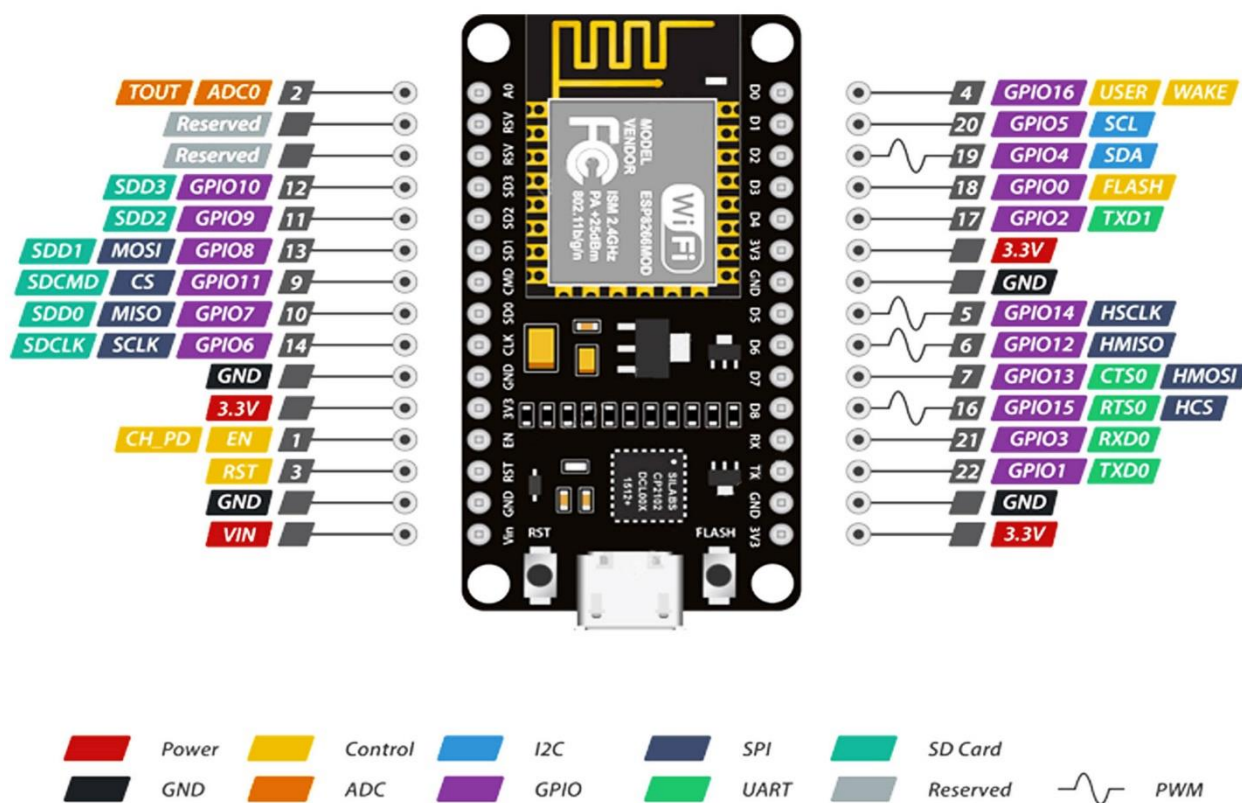 TOUT ADC0 2
Reserved
Reserved
SDD3 GPIO10 12
SDD2 GPIO9 11
SDD1 MOSI GPIO8 13
SDCMD CS GPIO11 9
SDD0 MISO GPIO7 10
SDCLK SCLK GPIO6 14
GND
3.3V
CH_PD EN 1
RST 3
GND
VIN
A0
RSV
RSV
SD3
SD2
SD1
CMD
SD0
CLK
GND
3V3
EN
RST
GND
Vin
MODEL
VENDOR
FC
ISM 2.4GHz
PA +25dBm
802.11b/g/n
WiFi
ESP8266MOD
SILABS
CP2102
DCL00X
1512+
RST
FLASH
D0
D1
D2
D3
D4
3V3
GND
D5
D6
D7
D8
RX
TX
GND
3V3
4 GPIO16 USER WAKE
20 GPIO5 SCL
19 GPIO4 SDA
18 GPIO0 FLASH
17 GPIO2 TXD1
3.3V
GND
5 GPIO14 HSCLK
6 GPIO12 HMISO
7 GPIO13 CTS0 HMOSI
16 GPIO15 RTS0 HCS
21 GPIO3 RXD0
22 GPIO1 TXD0
GND
3.3V
Power Control I2C SPI SD Card
GND ADC GPIO UART Reserved PWM